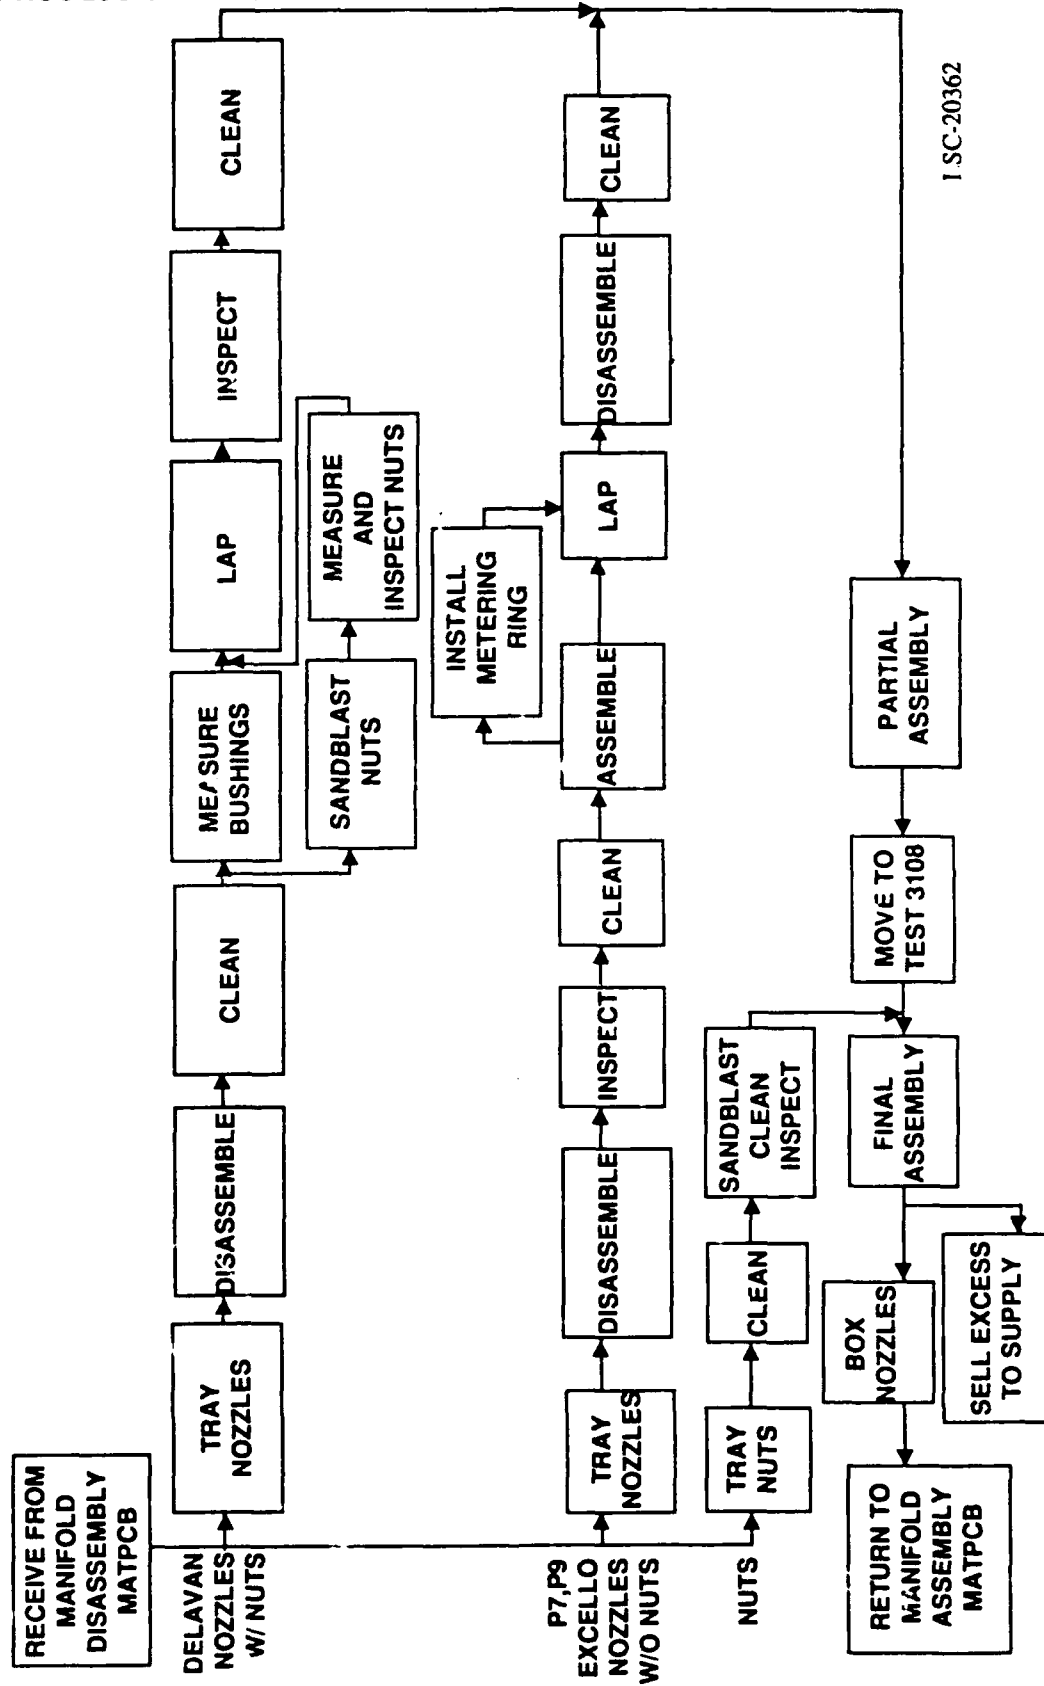 RECEIVE FROM
MANIFOLD
DISASSEMBLY
MATPCB
DELAVAN
NOZZLES
W/ NUTS
TRAY
NOZZLES
DISASSEMBLE
CLEAN
MEASURE
BUSHINGS
LAP
INSPECT
CLEAN
SANDBLAST
NUTS
MEASURE
AND
INSPECT NUTS
P7,P9
EXCELLO
NOZZLES
W/O NUTS
TRAY
NOZZLES
DISASSEMBLE
INSPECT
CLEAN
ASSEMBLE
INSTALL
METERING
RING
LAP
DISASSEMBLE
CLEAN
NUTS
TRAY
NUTS
CLEAN
SANDBLAST
CLEAN
INSPECT
PARTIAL
ASSEMBLY
MOVE TO
TEST 3108
FINAL
ASSEMBLY
BOX
NOZZLES
SELL EXCESS
TO SUPPLY
RETURN TO
MANIFOLD
ASSEMBLY
MATPCB
LSC-20362